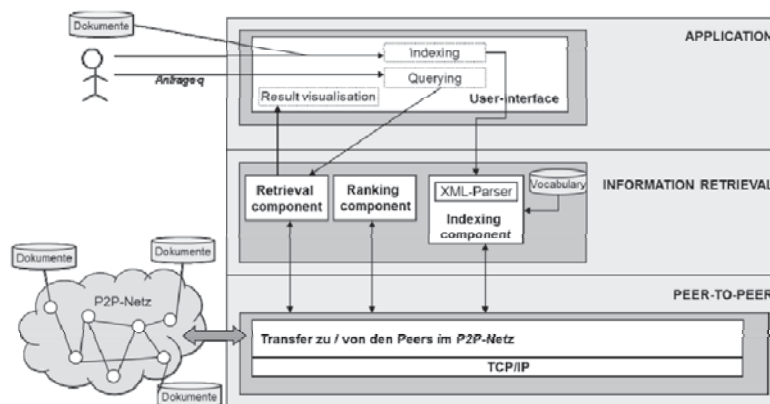 Dokumente
APPLICATION
Indexing
Anfrage q
Querying
Result visualisation
User-interface
Retrieval
component
Ranking
component
XML-Parser
Indexing
component
Vocabulary
INFORMATION RETRIEVAL
Dokumente
Dokumente
P2P-Netz
Dokumente
PEER-TO-PEER
Transfer zu / von den Peers im P2P-Netz
TCP/IP